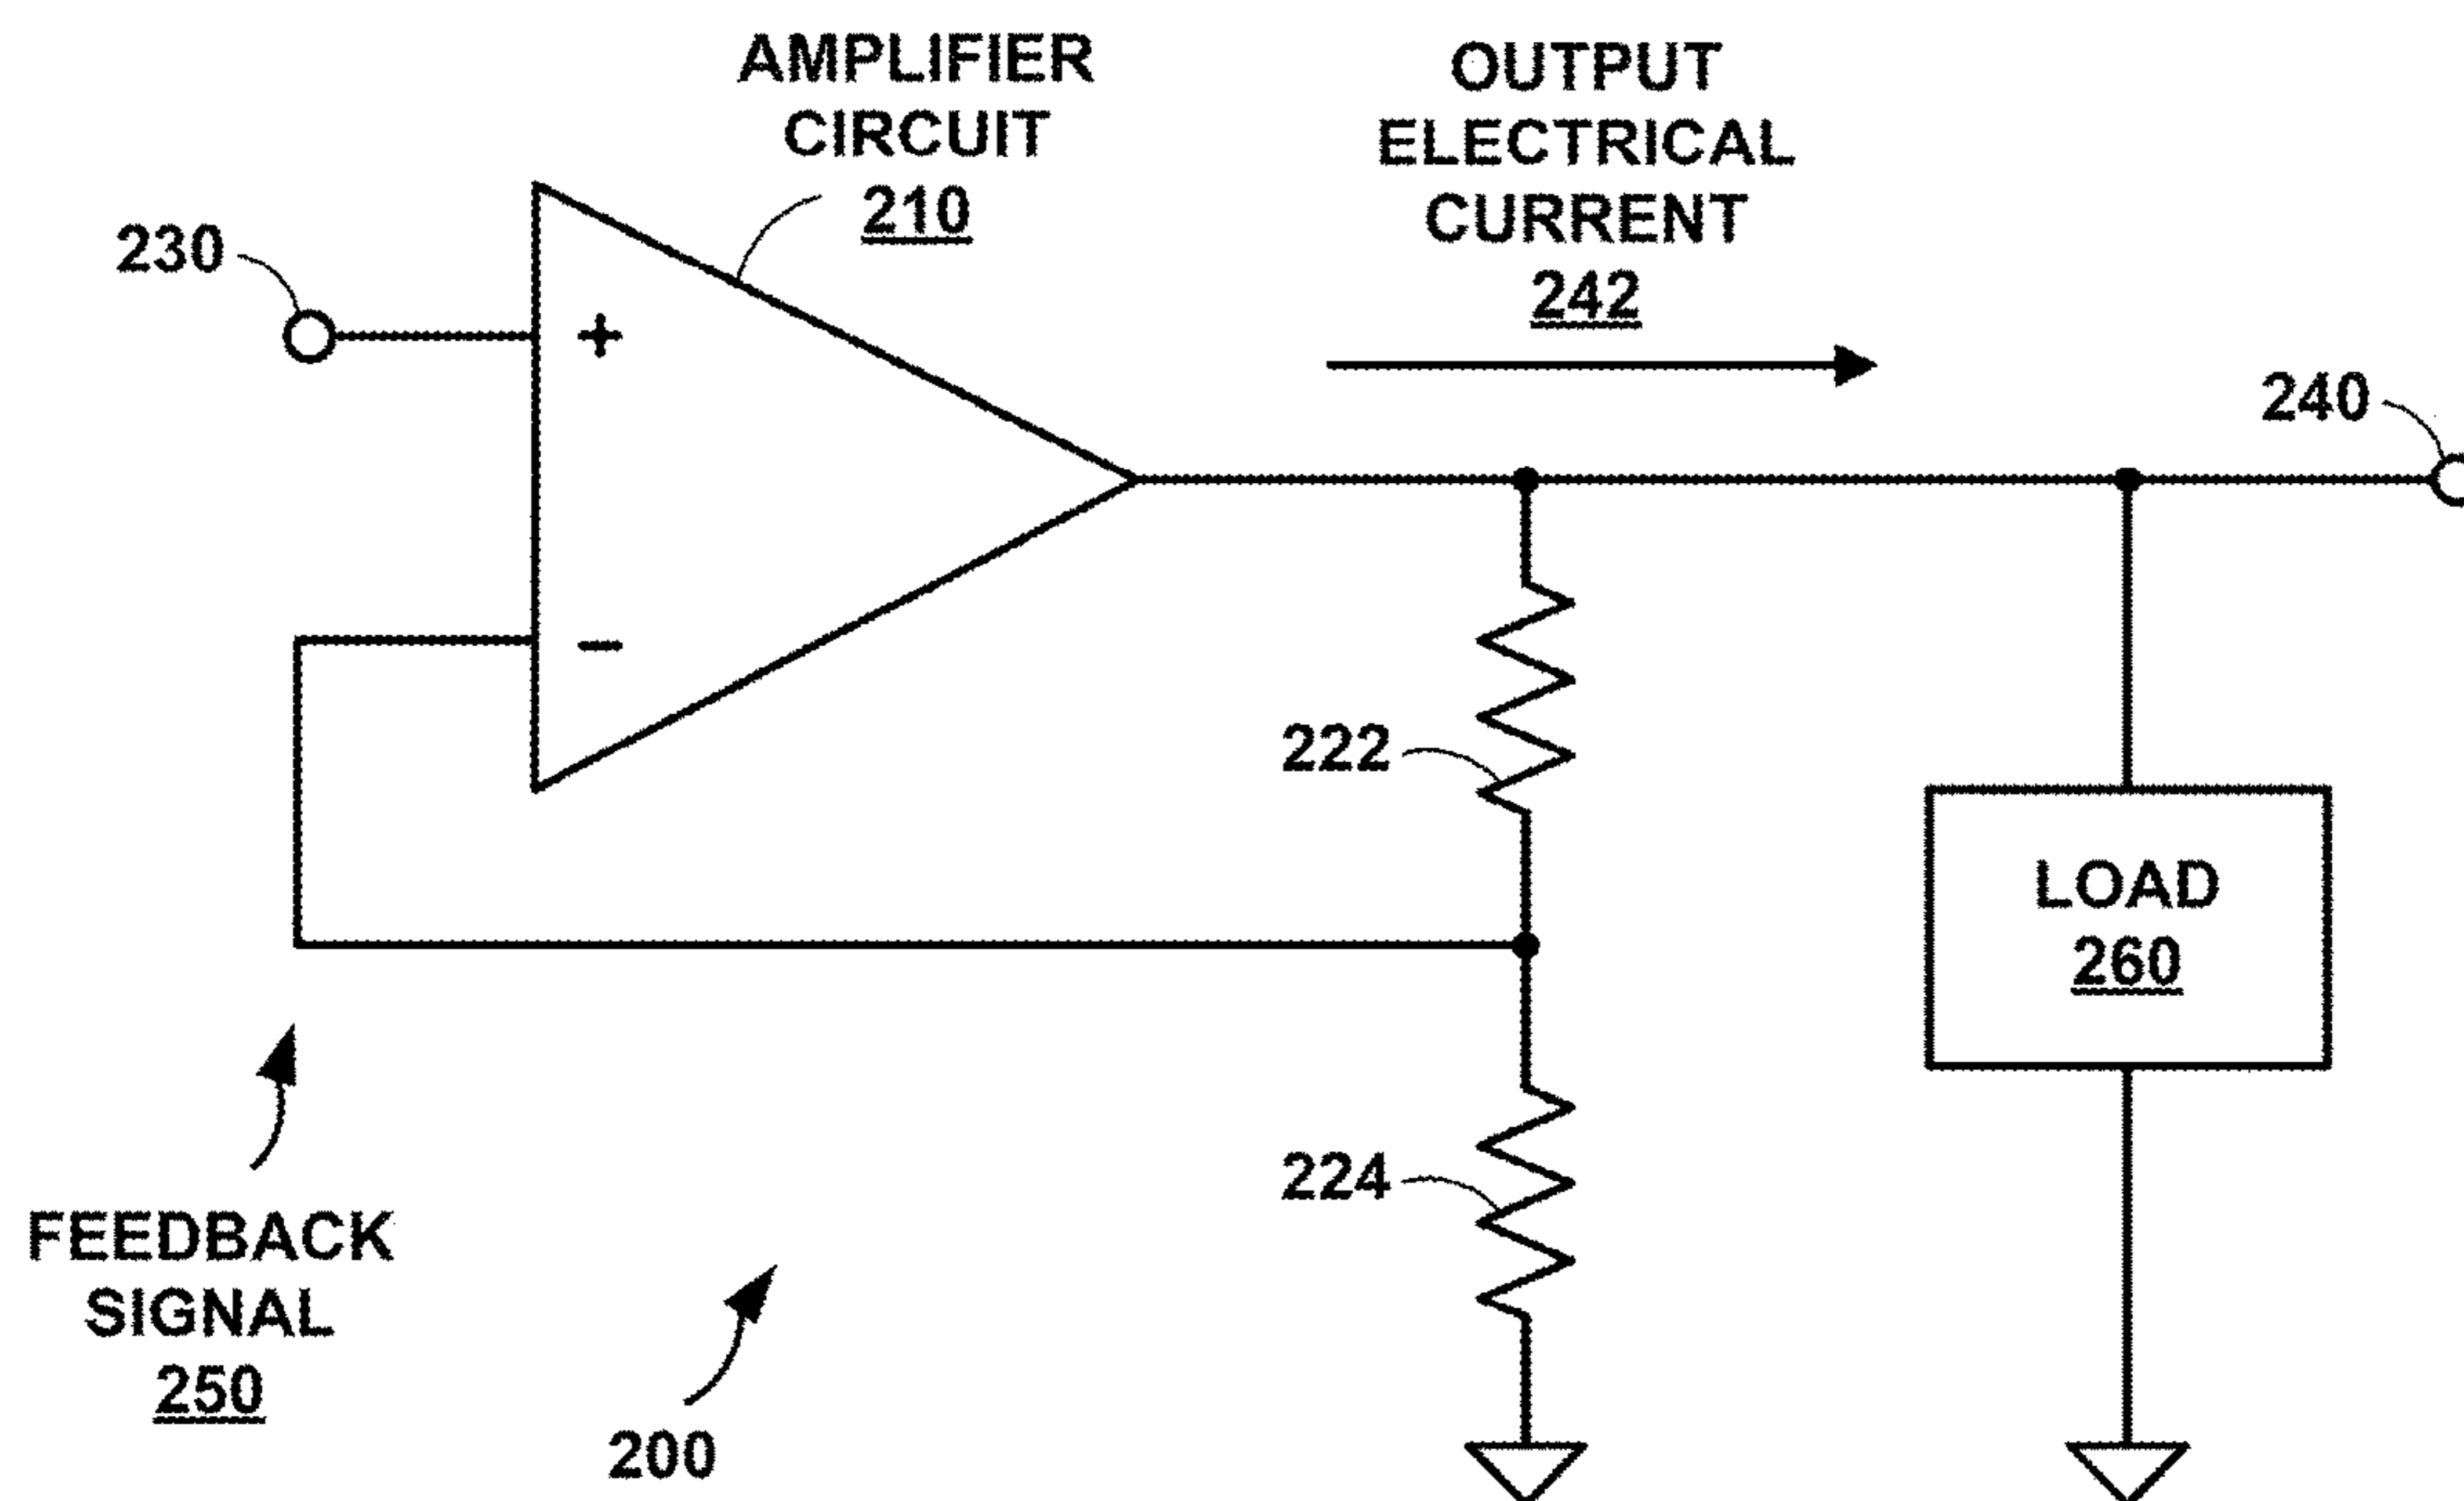 AMPLIFIER
CIRCUIT
210
OUTPUT
ELECTRICAL
CURRENT
242
230
+
240
−
222
LOAD
260
224
FEEDBACK
SIGNAL
250
200